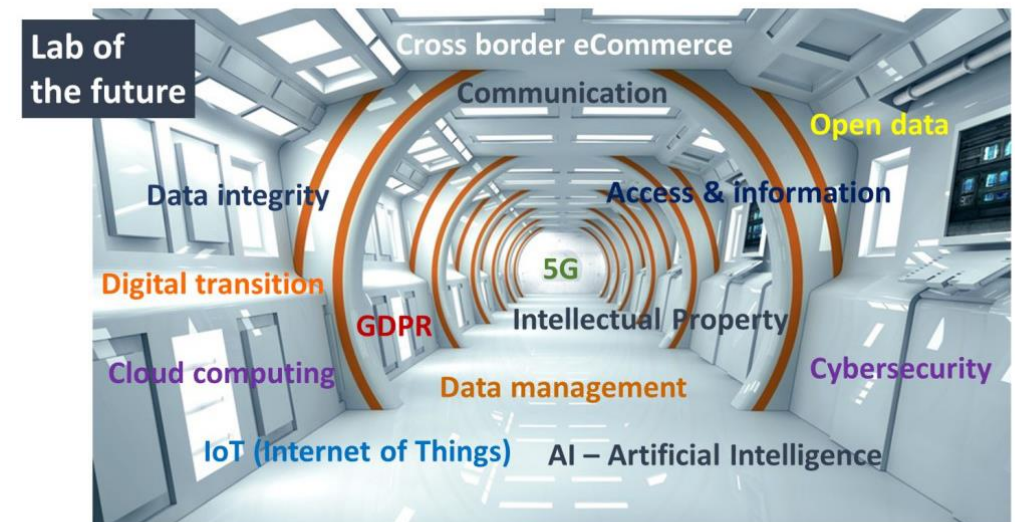 Lab of
the future
Cross border eCommerce
Communication
Open data
Data integrity
Access & information
5G
Digital transition
GDPR
Intellectual Property
Cloud computing
Data management
Cybersecurity
IoT (Internet of Things)
AI – Artificial Intelligence